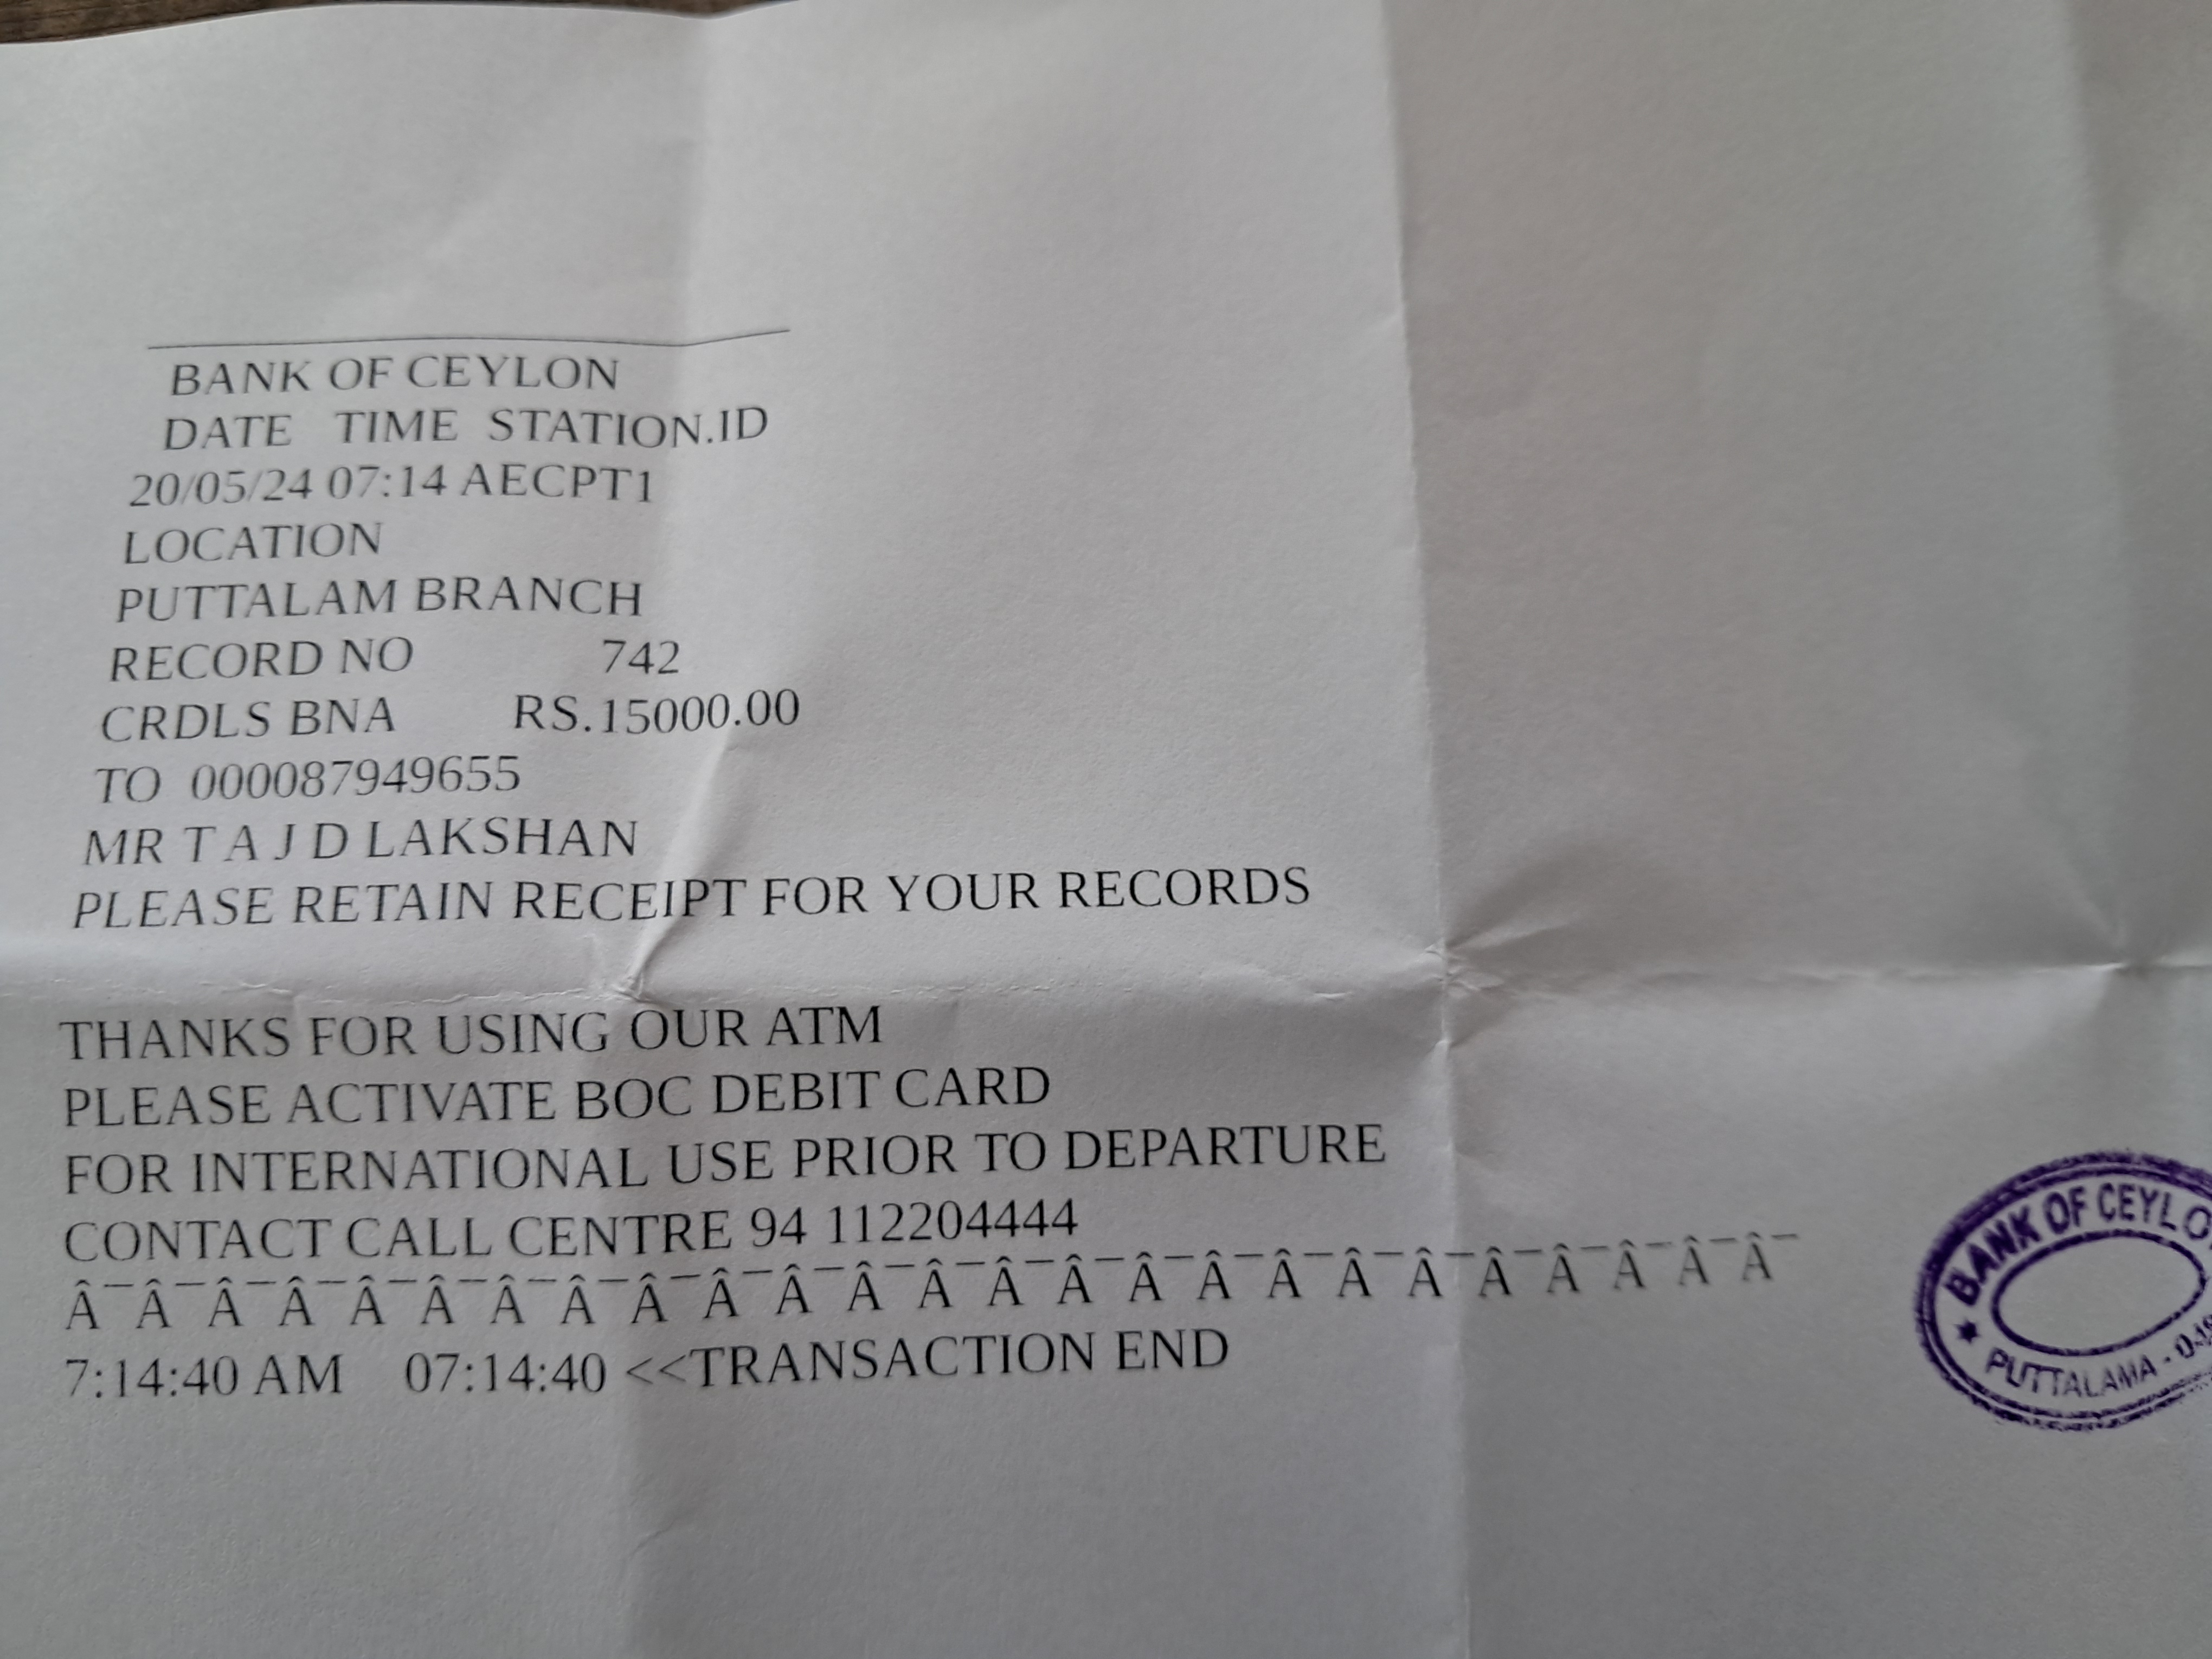 BANK OF CEYLON
DATE TIME STATION.ID
20/05/24 07:14 AECPT1
LOCATION
PUTTALAM BRANCH
RECORD NO 742
CRDLS BNA RS.15000.00
TO 000087949655
MR T A J D LAKSHAN
PLEASE RETAIN RECEIPT FOR YOUR RECORDS
THANKS FOR USING OUR ATM
PLEASE ACTIVATE BOC DEBIT CARD
FOR INTERNATIONAL USE PRIOR TO DEPARTURE
CONTACT CALL CENTRE 94 112204444
Â¯Â¯Â¯Â¯Â¯Â¯Â¯Â¯Â¯Â¯Â¯Â¯Â¯Â¯Â¯Â¯Â¯Â¯Â¯Â¯Â¯Â¯Â¯Â¯Â¯
7:14:40 AM 07:14:40 <<TRANSACTION END
BANK OF CEYLO
PUTTALAMA